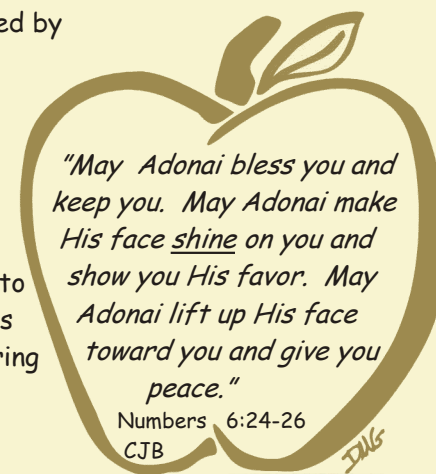 ed by
"May Adonai bless you and
keep you. May Adonai make
His face shine on you and
show you His favor. May
to
Adonai lift up His face
s
toward you and give you
ring
peace."
Numbers 6:24-26
CJB
DMG